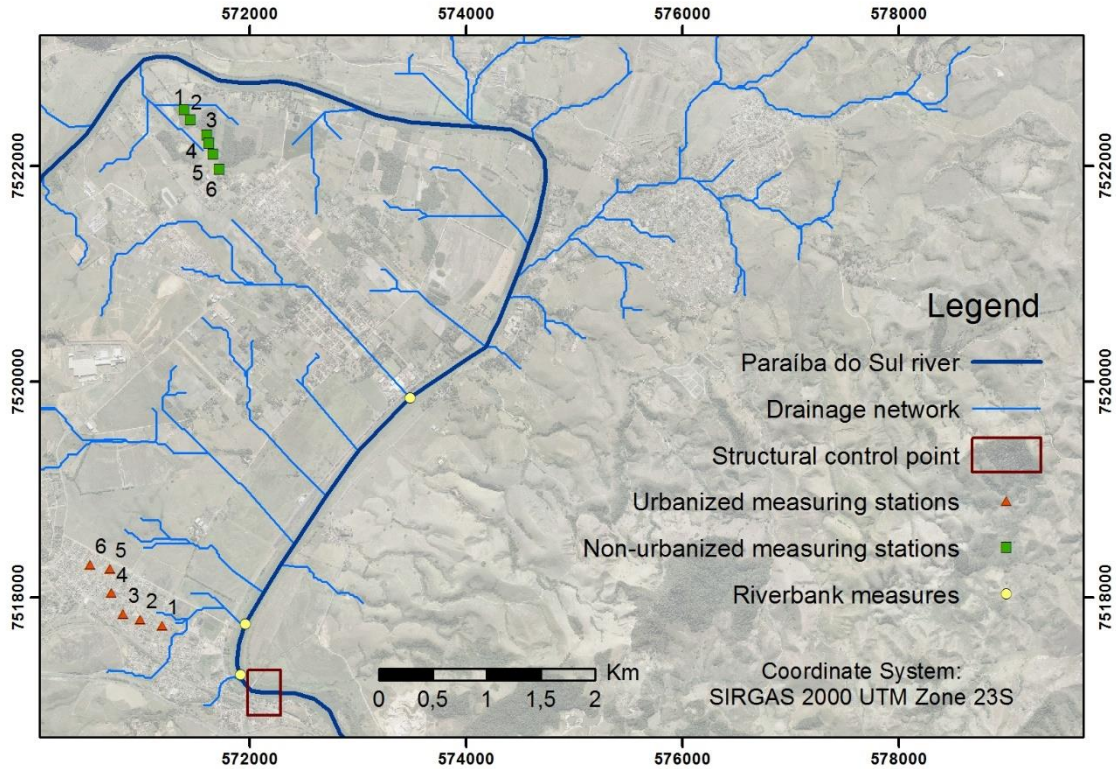 572000 574000 576000 578000
7522000 7522000
1 2
3
4
5
6
Legend
Paraíba do Sul river
7520000 7520000
Drainage network
Structural control point
Urbanized measuring stations
6 5
Non-urbanized measuring stations
4
3 2 1
7518000 7518000
Riverbank measures
Km
0 0,5 1 1,5 2
Coordinate System:
SIRGAS 2000 UTM Zone 23S
572000 574000 576000 578000